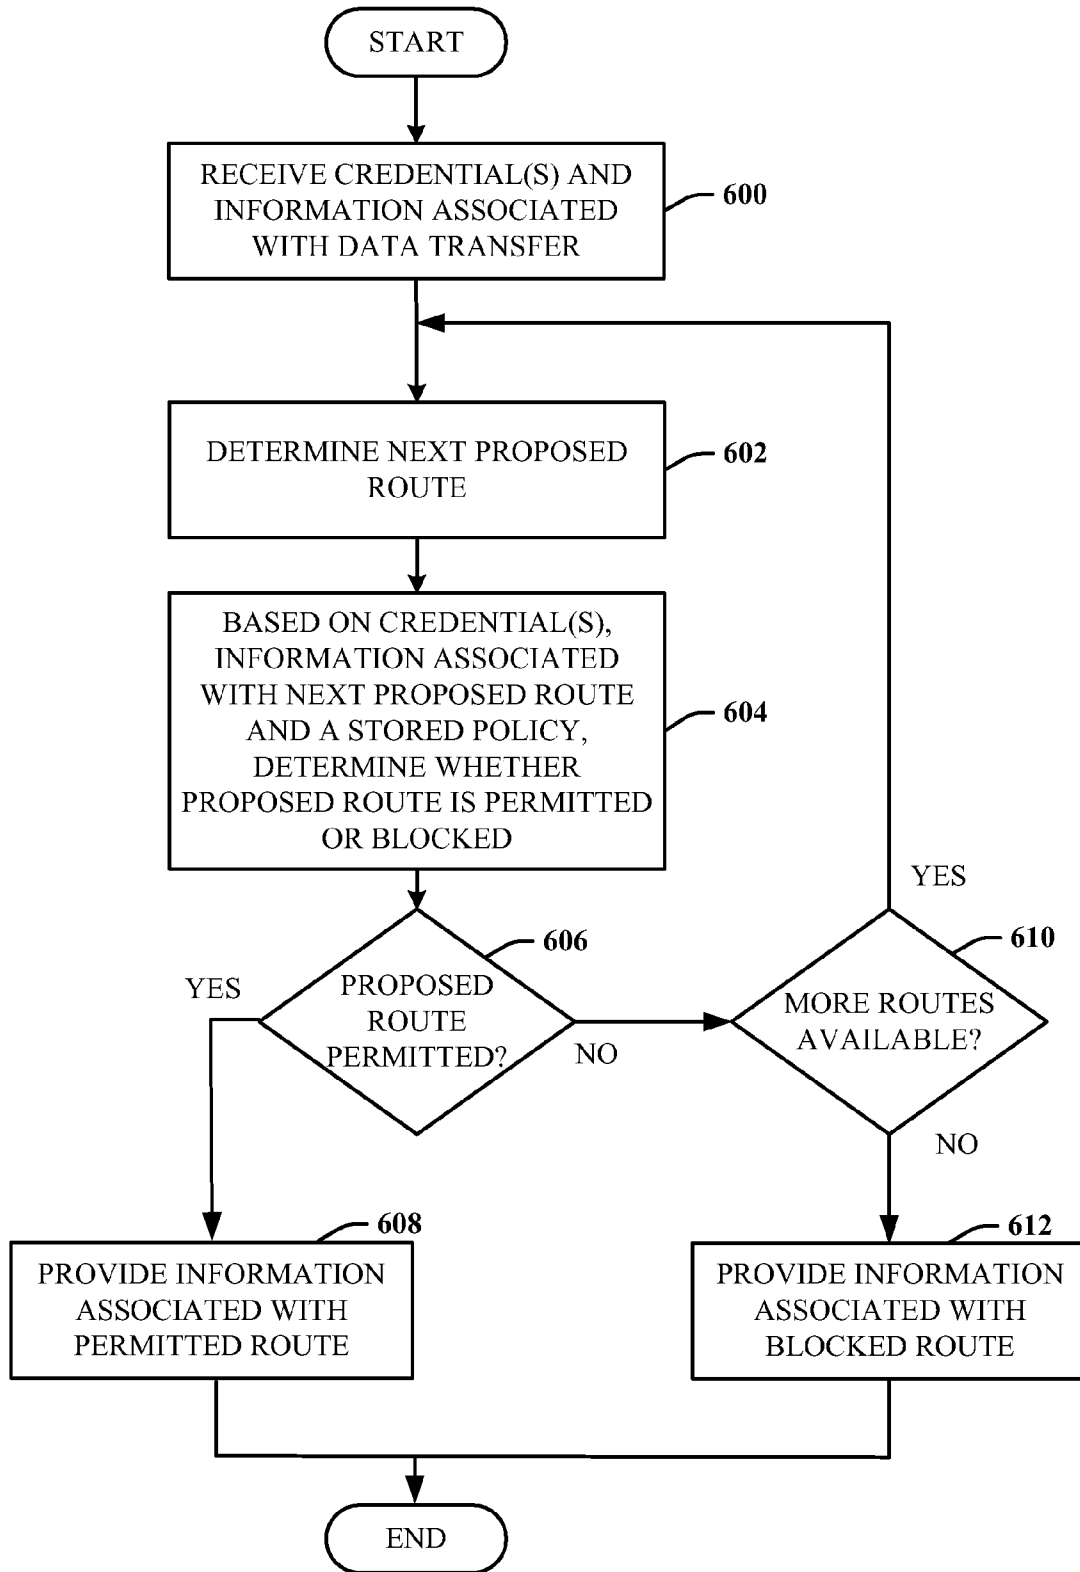 START
RECEIVE CREDENTIAL(S) AND
INFORMATION ASSOCIATED
WITH DATA TRANSFER
600
DETERMINE NEXT PROPOSED
ROUTE
602
BASED ON CREDENTIAL(S),
INFORMATION ASSOCIATED
WITH NEXT PROPOSED ROUTE
AND A STORED POLICY,
DETERMINE WHETHER
PROPOSED ROUTE IS PERMITTED
OR BLOCKED
604
PROPOSED
ROUTE
PERMITTED?
606
YES
NO
MORE ROUTES
AVAILABLE?
610
YES
NO
PROVIDE INFORMATION
ASSOCIATED WITH
PERMITTED ROUTE
608
PROVIDE INFORMATION
ASSOCIATED WITH
BLOCKED ROUTE
612
END